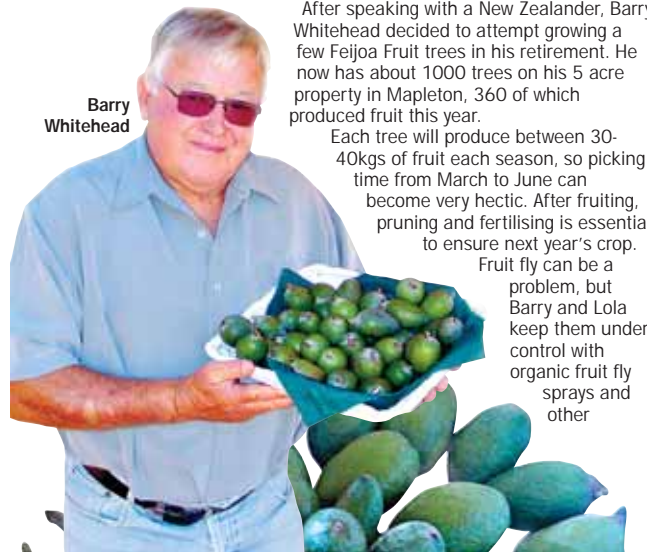 After speaking with a New Zealander, Barry
Whitehead decided to attempt growing a
few Feijoa Fruit trees in his retirement. He
now has about 1000 trees on his 5 acre
property in Mapleton, 360 of which
produced fruit this year.
Each tree will produce between 30-
40kgs of fruit each season, so picking
time from March to June can
become very hectic. After fruiting,
pruning and fertilising is essentia
to ensure next year's crop.
Fruit fly can be a
problem, but
Barry and Lola
keep them under
control with
organic fruit fly
sprays and
other
Barry
Whitehead